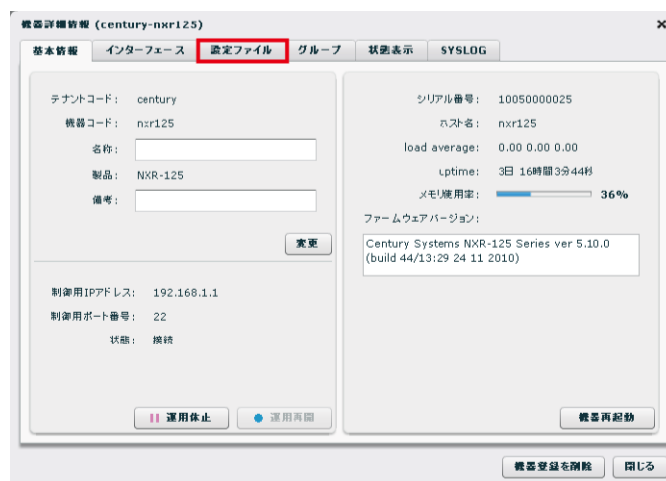 機器詳細情報 (century-nxr125)
基本情報 インターフェース 設定ファイル グループ 状態表示 SYSLOG
テナントコード: century
機器コード: nxr125
名称:
製品: NXR-125
備考:
変更
制御用IPアドレス: 192.168.1.1
制御用ポート番号: 22
状態: 接続
運用休止 運用再開
シリアル番号: 10050000025
ホスト名: nxr125
load average: 0.00 0.00 0.00
uptime: 3日 16時間3分44秒
メモリ使用率: 36%
ファームウェアバージョン:
Century Systems NXR-125 Series ver 5.10.0
(build 44/13:29 24 11 2010)
機器再起動
機器登録を削除 閉じる